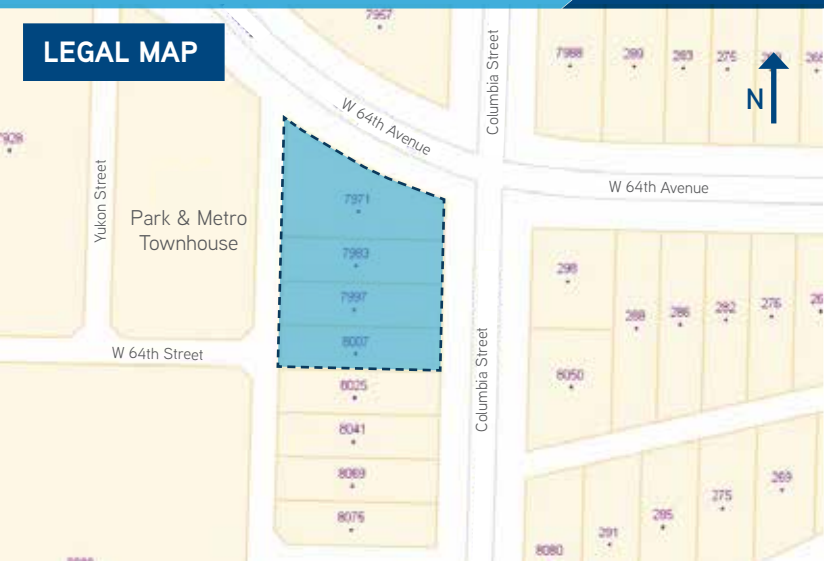 LEGAL MAP
7957
Columbia Street
7988
289
283
275
N
W 64th Avenue
7928
Yukon Street
Park & Metro
Townhouse
7971
W 64th Avenue
7983
298
7997
288
286
282
276
W 64th Street
8007
Columbia Street
8025
8050
8041
8069
8075
269
275
285
291
8080